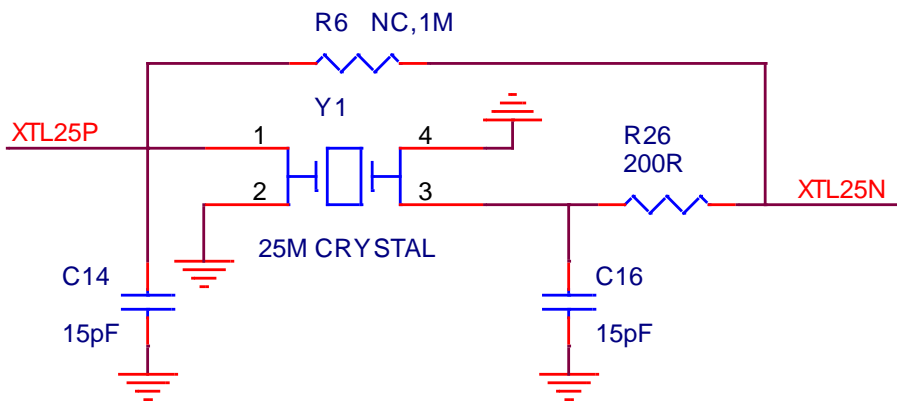 R6 NC,1M
Y1
XTL25P
1
4
R26
200R
2
3
XTL25N
25M CRYSTAL
C14
C16
15pF
15pF